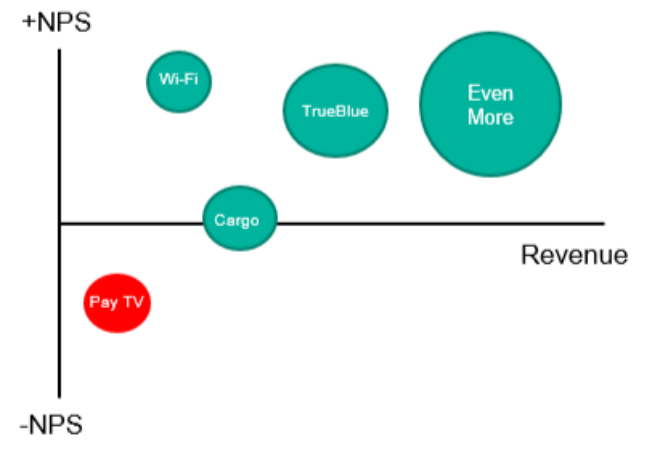 +NPS
Wi-Fi
TrueBlue
Even
More
Cargo
Revenue
Pay TV
-NPS